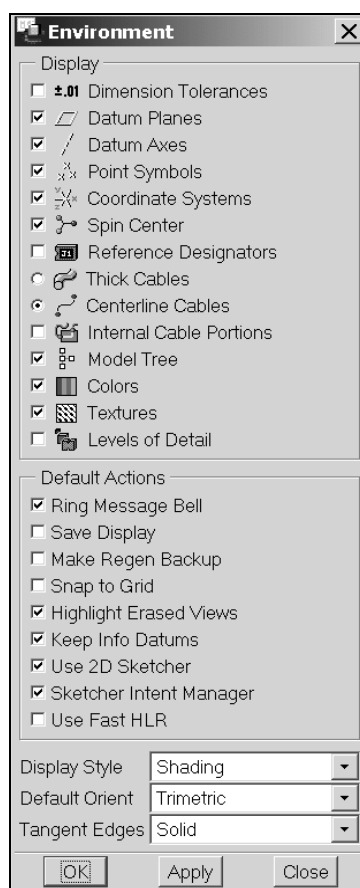 Environment
Display
±.01 Dimension Tolerances
Datum Planes
Datum Axes
Point Symbols
Coordinate Systems
Spin Center
Reference Designators
Thick Cables
Centerline Cables
Internal Cable Portions
Model Tree
Colors
Textures
Levels of Detail
Default Actions
Ring Message Bell
Save Display
Make Regen Backup
Snap to Grid
Highlight Erased Views
Keep Info Datums
Use 2D Sketcher
Sketcher Intent Manager
Use Fast HLR
Display Style Shading
Default Orient Trimetric
Tangent Edges Solid
OK Apply Close